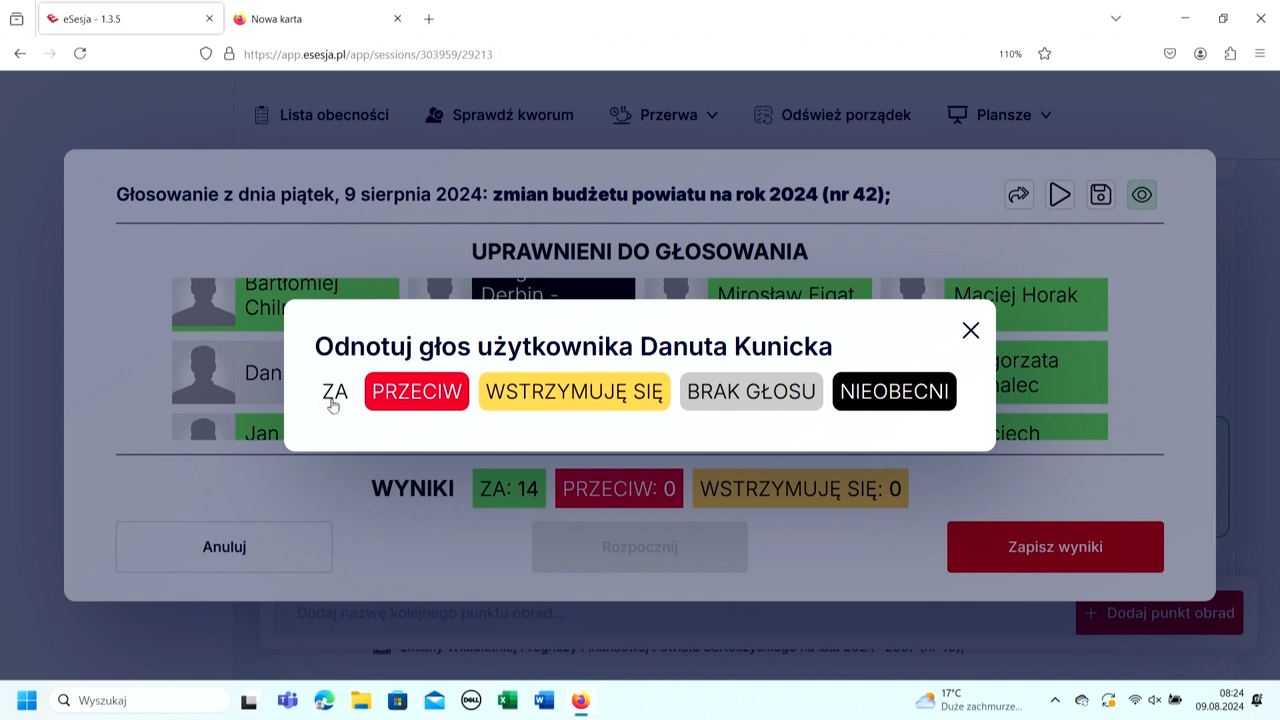 eSesja - 1.3.5
Nowa karta
https://app.esesja.pl/app/sessions/303959/29213
110%
Lista obecności
Sprawdź kworum
Przerwa
Odśwież porządek
Plansze
Głosowanie z dnia piątek, 9 sierpnia 2024: zmian budżetu powiatu na rok 2024 (nr 42);
UPRAWNIENI DO GŁOSOWANIA
Bartłomiej
Derbin -
Mirosław Figat
Maciej Horak
Odnotuj głos użytkownika Danuta Kunicka
ZA
PRZECIW
WSTRZYMUJĘ SIĘ
BRAK GŁOSU
NIEOBECNI
Jan
WYNIKI
ZA: 14
PRZECIW: 0
WSTRZYMUJĘ SIĘ: 0
Anuluj
Rozpocznij
Zapisz wyniki
Dodaj nazwę kolejnego punktu obrad...
+ Dodaj punkt obrad
Wyszukaj
DELL
17°C
Duże zachmurze...
08:24
09.08.2024